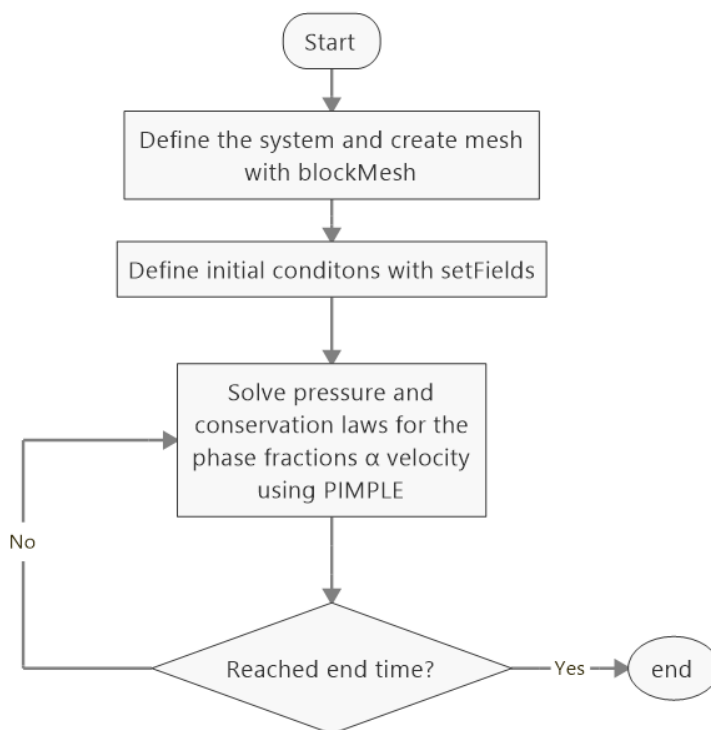 Start
Define the system and create mesh
with blockMesh
Define initial conditons with setFields
Solve pressure and
conservation laws for the
phase fractions α velocity
using PIMPLE
No
Reached end time?
Yes
end